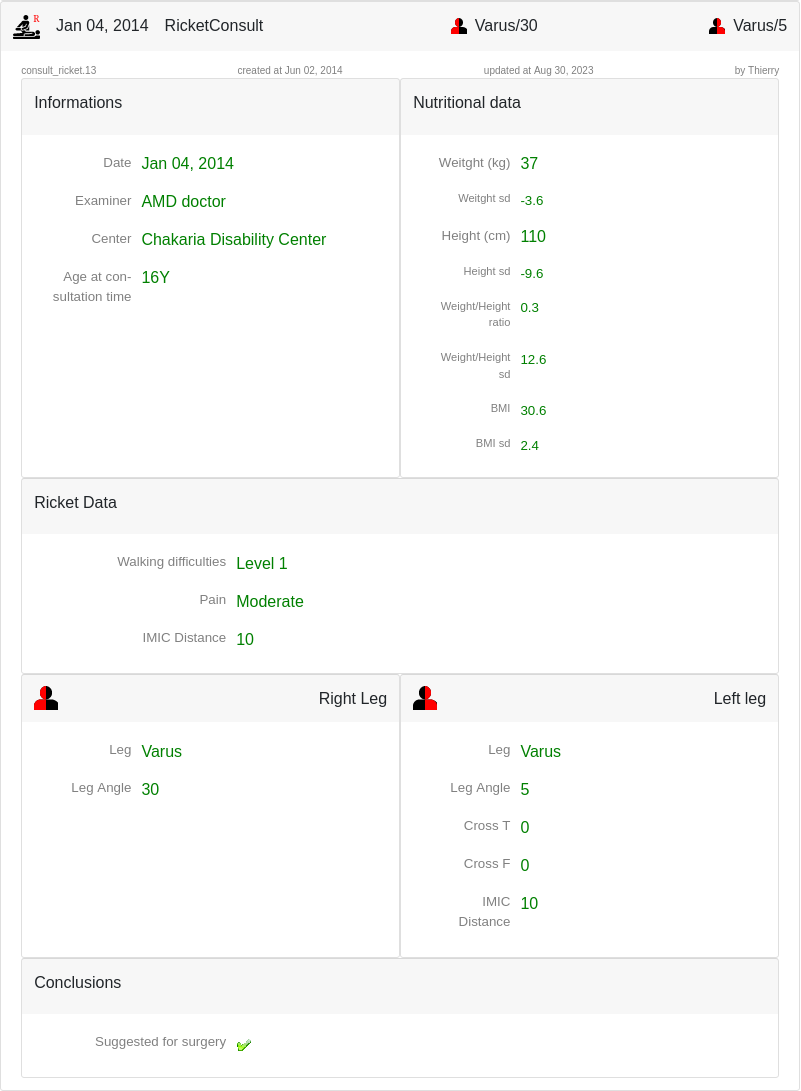 R
Jan 04, 2014 RicketConsult Varus/30 Varus/5
consult_ricket.13 created at Jun 02, 2014 updated at Aug 30, 2023 by Thierry
Informations
Date Jan 04, 2014
Examiner AMD doctor
Center Chakaria Disability Center
Age at con-
sultation time 16Y
Nutritional data
Weitght (kg) 37
Weitght sd -3.6
Height (cm) 110
Height sd -9.6
Weight/Height
ratio 0.3
Weight/Height
sd 12.6
BMI 30.6
BMI sd 2.4
Ricket Data
Walking difficulties Level 1
Pain Moderate
IMIC Distance 10
Right Leg
Leg Varus
Leg Angle 30
Left leg
Leg Varus
Leg Angle 5
Cross T 0
Cross F 0
IMIC
Distance 10
Conclusions
Suggested for surgery